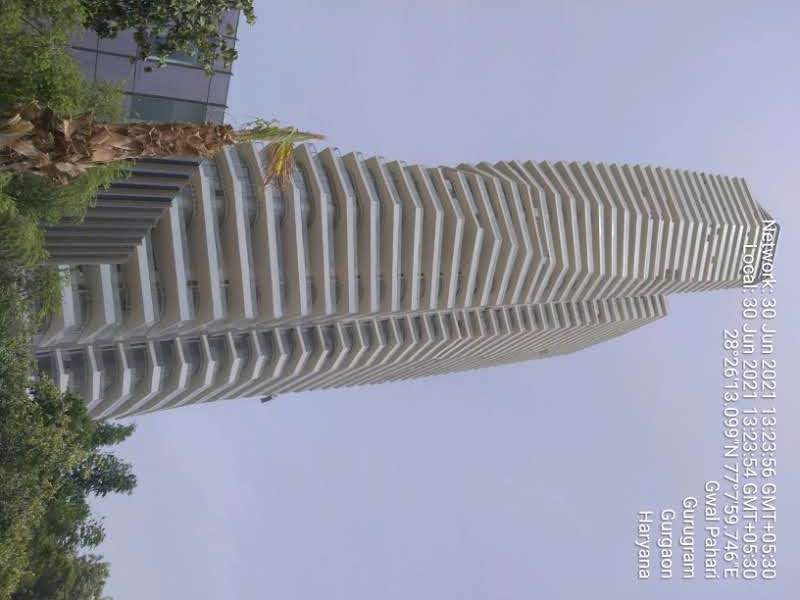 Network: 30 Jun 2021 13:23:56 GMT+05:30
Local: 30 Jun 2021 13:23:54 GMT+05:30
28°26'13.099"N 77°7'59.746"E
Gwal Pahari
Gurugram
Gurgaon
Haryana